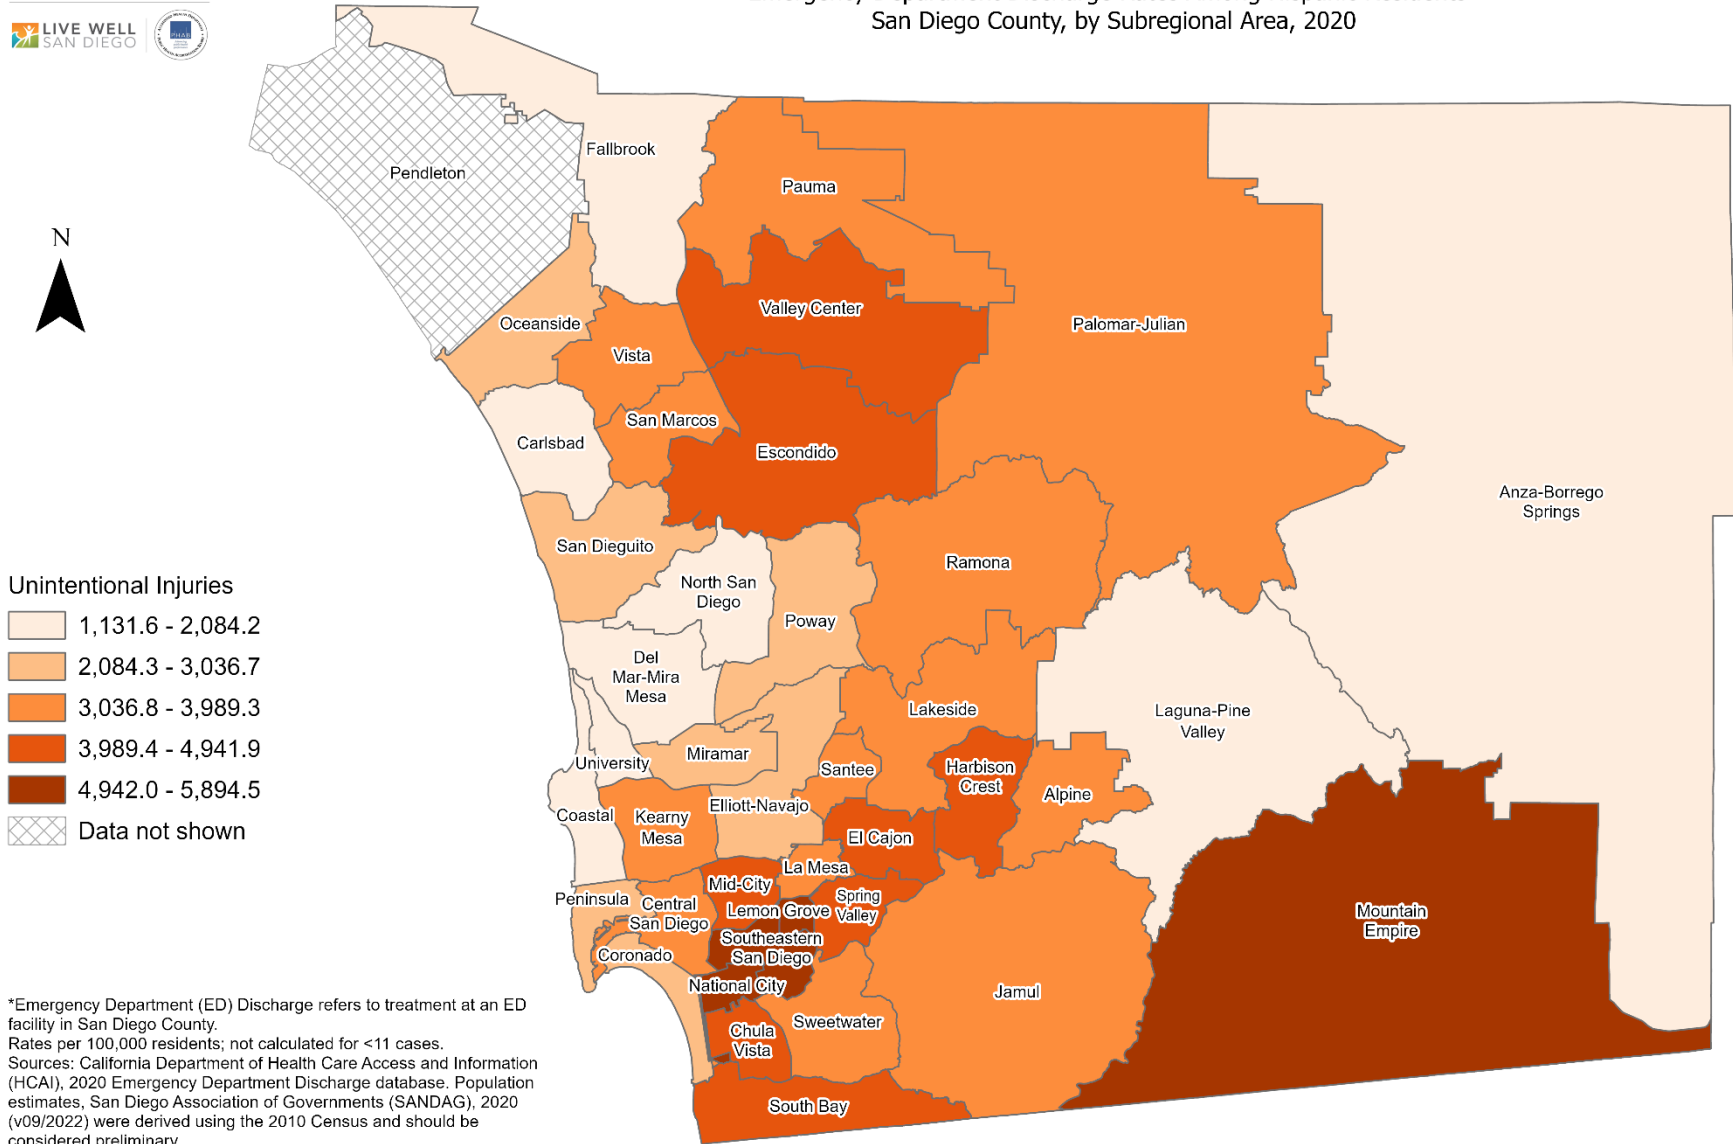 LIVE WELL
SAN DIEGO
PHAB
San Diego County, by Subregional Area, 2020
N
Pendleton
Fallbrook
Pauma
Oceanside
Vista
Valley Center
Palomar-Julian
San Marcos
Carlsbad
Escondido
Anza-Borrego
Springs
San Dieguito
North San
Diego
Ramona
Poway
Del
Mar-Mira
Mesa
Lakeside
Laguna-Pine
Valley
Miramar
University
Santee
Harbison
Crest
Alpine
Coastal
Kearny
Mesa
Elliott-Navajo
El Cajon
La Mesa
Mid-City
Peninsula
Central
San Diego
Lemon Grove
Spring
Valley
Mountain
Empire
Southeastern
San Diego
Coronado
National City
Jamul
Sweetwater
Chula
Vista
South Bay
Unintentional Injuries
1,131.6 - 2,084.2
2,084.3 - 3,036.7
3,036.8 - 3,989.3
3,989.4 - 4,941.9
4,942.0 - 5,894.5
Data not shown
*Emergency Department (ED) Discharge refers to treatment at an ED
facility in San Diego County.
Rates per 100,000 residents; not calculated for <11 cases.
Sources: California Department of Health Care Access and Information
(HCAI), 2020 Emergency Department Discharge database. Population
estimates, San Diego Association of Governments (SANDAG), 2020
(v09/2022) were derived using the 2010 Census and should be
considered preliminary